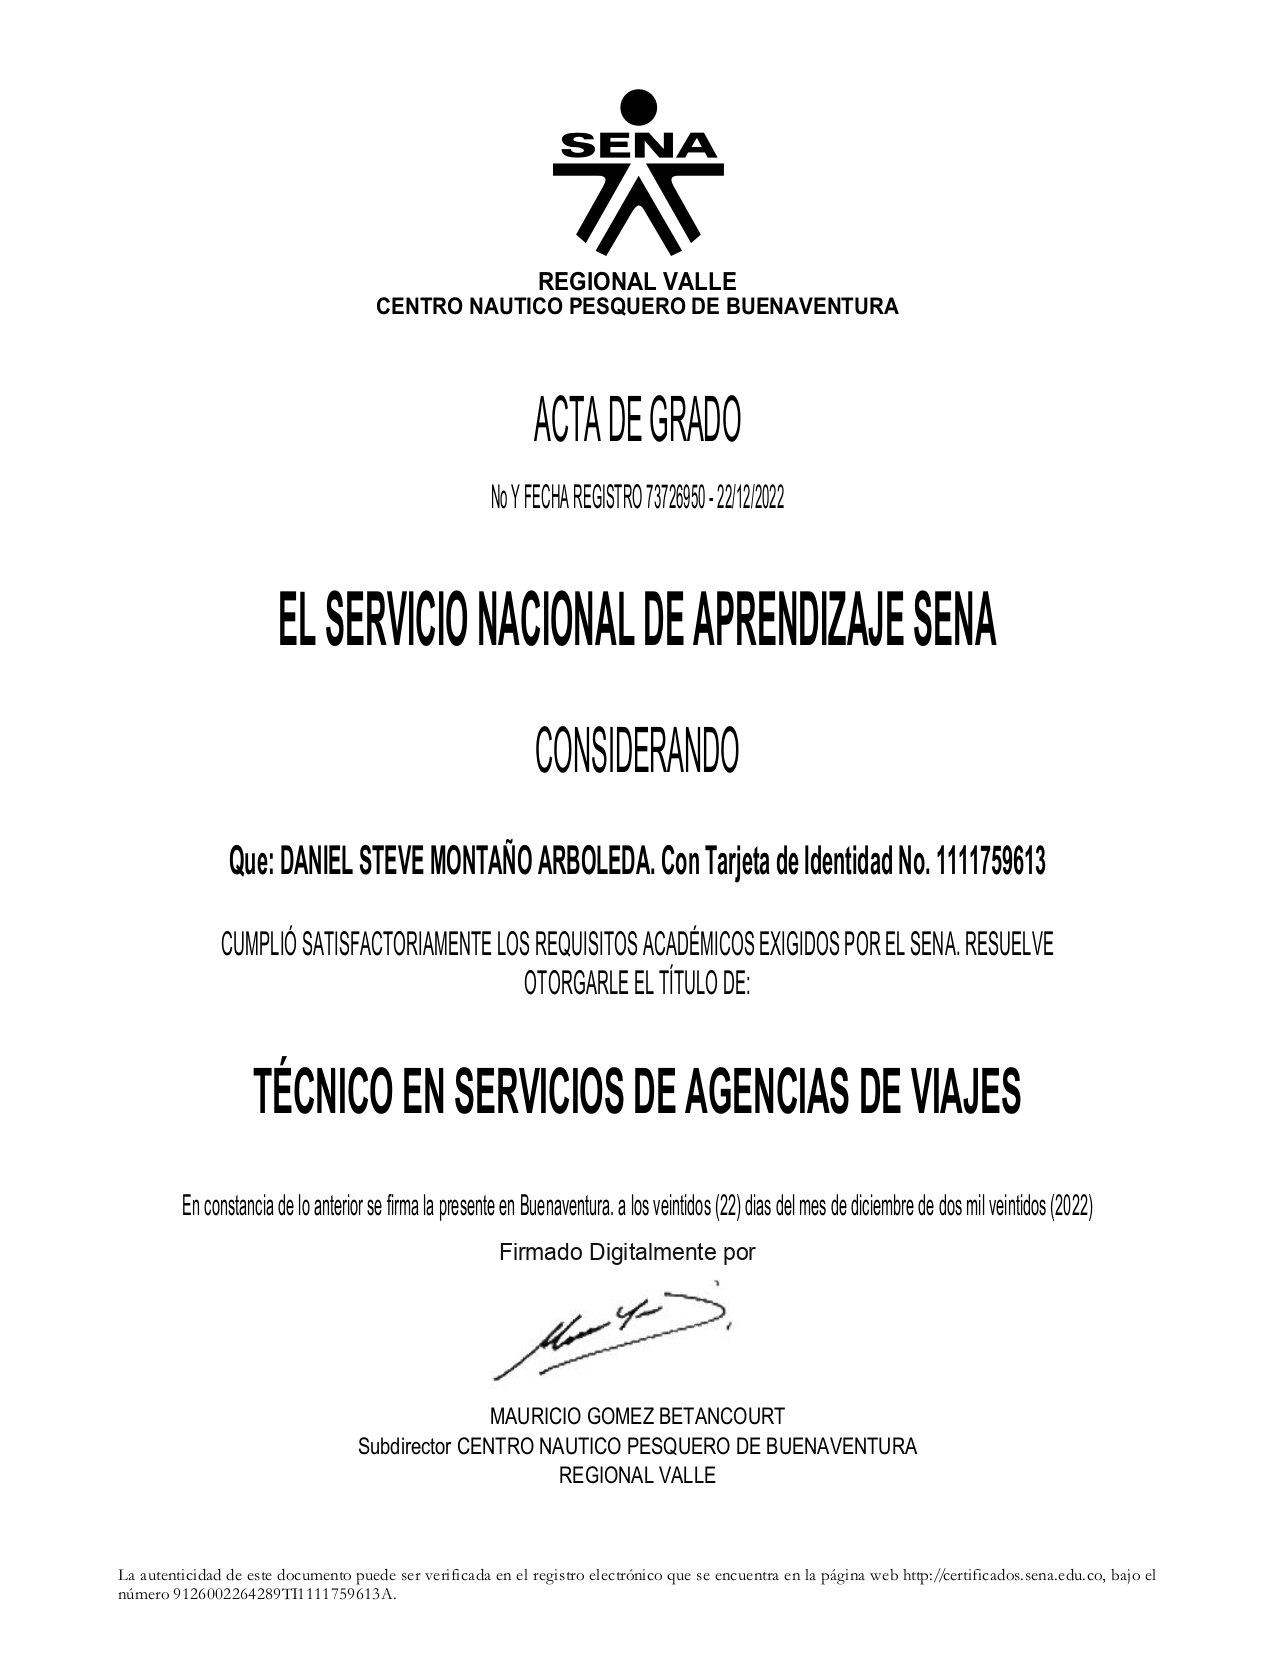 SENA
REGIONAL VALLE
CENTRO NAUTICO PESQUERO DE BUENAVENTURA
ACTA DE GRADO
No Y FECHA REGISTRO 73726950 - 22/12/2022
EL SERVICIO NACIONAL DE APRENDIZAJE SENA
CONSIDERANDO
Que: DANIEL STEVE MONTAÑO ARBOLEDA. Con Tarjeta de Identidad No. 1111759613
CUMPLIÓ SATISFACTORIAMENTE LOS REQUISITOS ACADÉMICOS EXIGIDOS POR EL SENA. RESUELVE
OTORGARLE EL TÍTULO DE:
TÉCNICO EN SERVICIOS DE AGENCIAS DE VIAJES
En constancia de lo anterior se firma la presente en Buenaventura. a los veintidos (22) dias del mes de diciembre de dos mil veintidos (2022)
Firmado Digitalmente por
MAURICIO GOMEZ BETANCOURT
Subdirector CENTRO NAUTICO PESQUERO DE BUENAVENTURA
REGIONAL VALLE
La autenticidad de este documento puede ser verificada en el registro electrónico que se encuentra en la página web http://certificados.sena.edu.co, bajo el
número 9126002264289TI1111759613A.